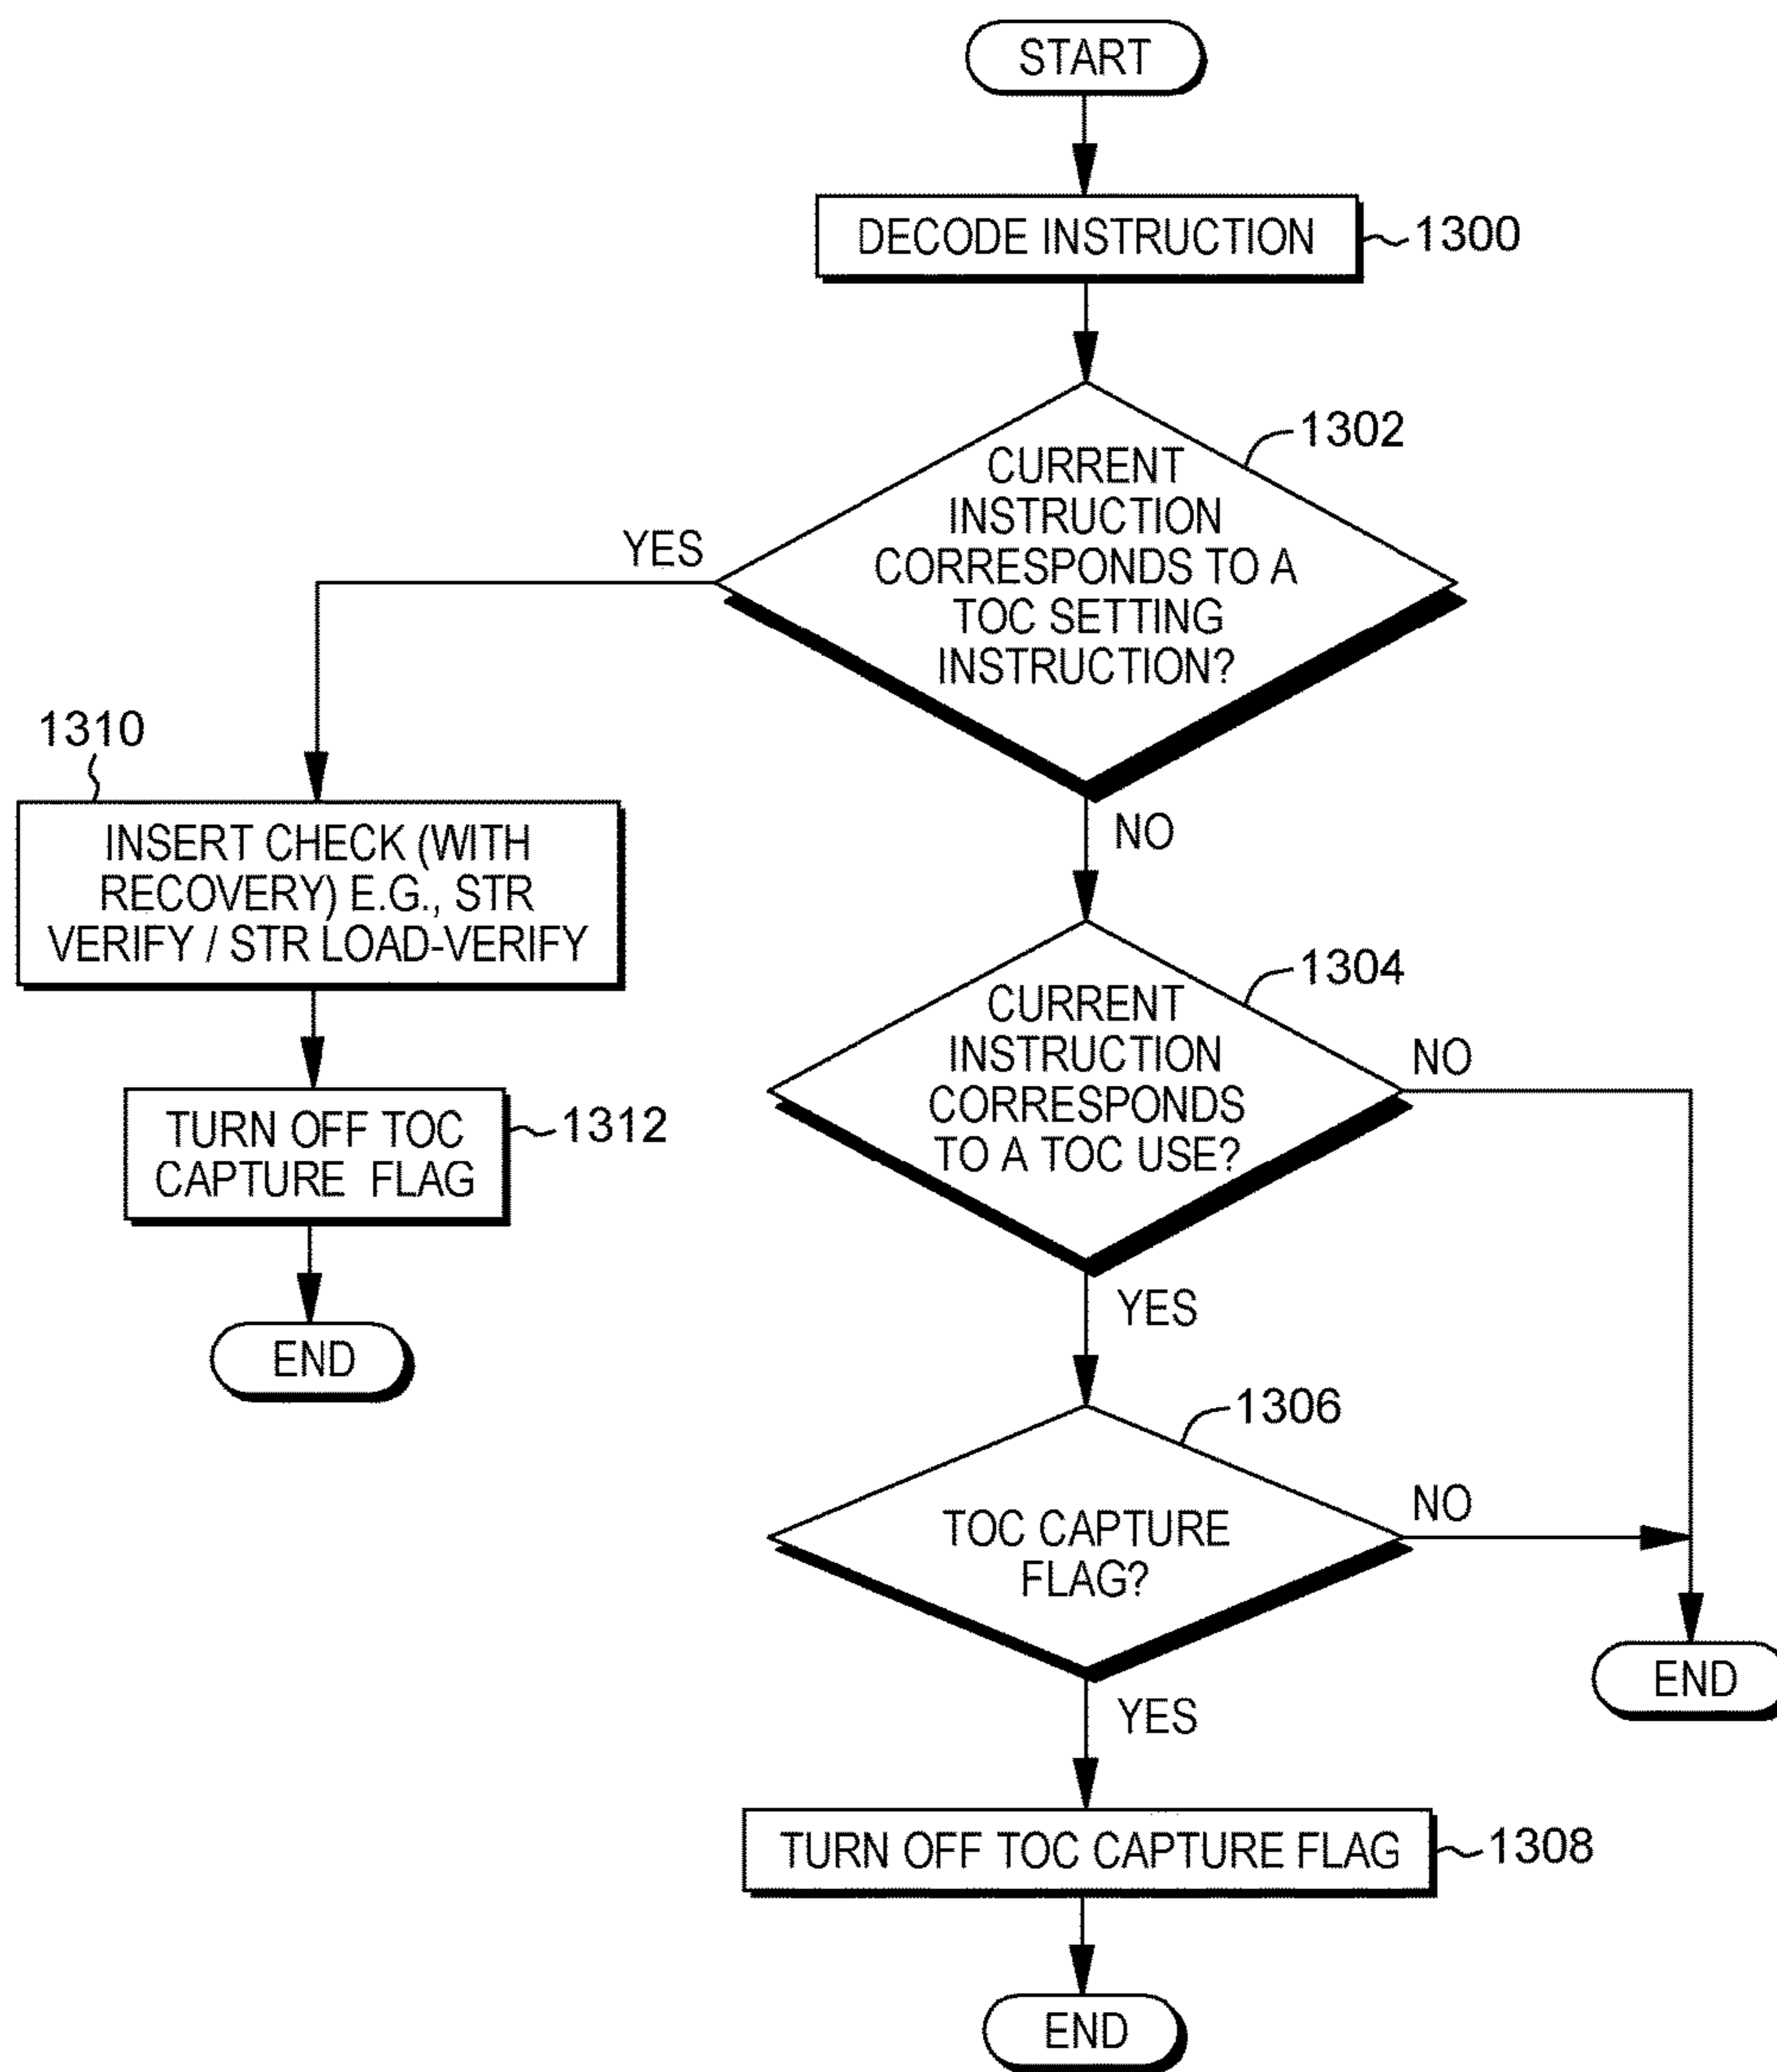 START
DECODE INSTRUCTION
1300
1302
CURRENT
INSTRUCTION
CORRESPONDS TO A
TOC SETTING
INSTRUCTION?
YES
NO
1310
INSERT CHECK (WITH
RECOVERY) E.G., STR
VERIFY / STR LOAD-VERIFY
TURN OFF TOC
CAPTURE FLAG
1312
END
1304
CURRENT
INSTRUCTION
CORRESPONDS
TO A TOC USE?
NO
YES
1306
TOC CAPTURE
FLAG?
NO
END
YES
TURN OFF TOC CAPTURE FLAG
1308
END